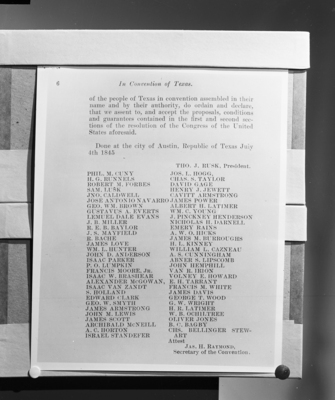 6 In Convention of Texas.
of the people of Texas in convention assembled in their
name and by their authority, do ordain and declare,
that we assent to, and accept the proposals, conditions
and guarantees contained in the first and second sec-
tions of the resolution of the Congress of the United
States aforesaid.
Done at the city of Austin, Republic of Texas July
4th 1845
THO. J. RUSK, President.
PHIL. M. CUNY JOS. L. HOGG,
H. G. RUNNELS CHAS. S. TAYLOR
ROBERT M. FORBES DAVID GAGE
SAM. LUSK HENRY J. JEWETT
JNO. CALDWELL CAVITT ARMSTRONG
JOSE ANTONIO NAVARRO JAMES POWER
GEO. WM. BROWN ALBERT H. LATIMER
GUSTAVUS A. EVERTS WM. C. YOUNG
LEMUEL DALE EVANS J. PINCKNEY HENDERSON
J. B. MILLER NICHOLAS H. DARNELL
R. E. B. BAYLOR EMERY RAINS
J. S. MAYFIELD A. W. O. HICKS
R. BACHE JAMES M. BURROUGHS
JAMES LOVE H. L. KINNEY
WM. L. HUNTER WILLIAM L. CAZNEAU
JOHN D. ANDERSON A. S. CUNNINGHAM
ISAAC PARKER ABNER S. LIPSCOMB
P. O. LUMPKIN JOHN HEMPHILL
FRANCIS MOORE, Jr. VAN R. IRION
ISAAC W. BRASHEAR VOLNEY E. HOWARD
ALEXANDER McGOWAN, E. H. TARRANT
ISAAC VAN ZANDT FRANCIS M. WHITE
S. HOLLAND JAMES DAVIS
EDWARD CLARK GEORGE T. WOOD
GEO. W. SMYTH G. W. WRIGHT
JAMES ARMSTRONG H. R. LATIMER
JOHN M. LEWIS W. B. OCHILTREE
JAMES SCOTT OLIVER JONES
ARCHIBALD McNEILL B. C. BAGBY
A. C. HORTON CHS. BELLINGER STEW-
ISRAEL STANDEFER ART
Attest
JAS. H. RAYMOND,
Secretary of the Convention.